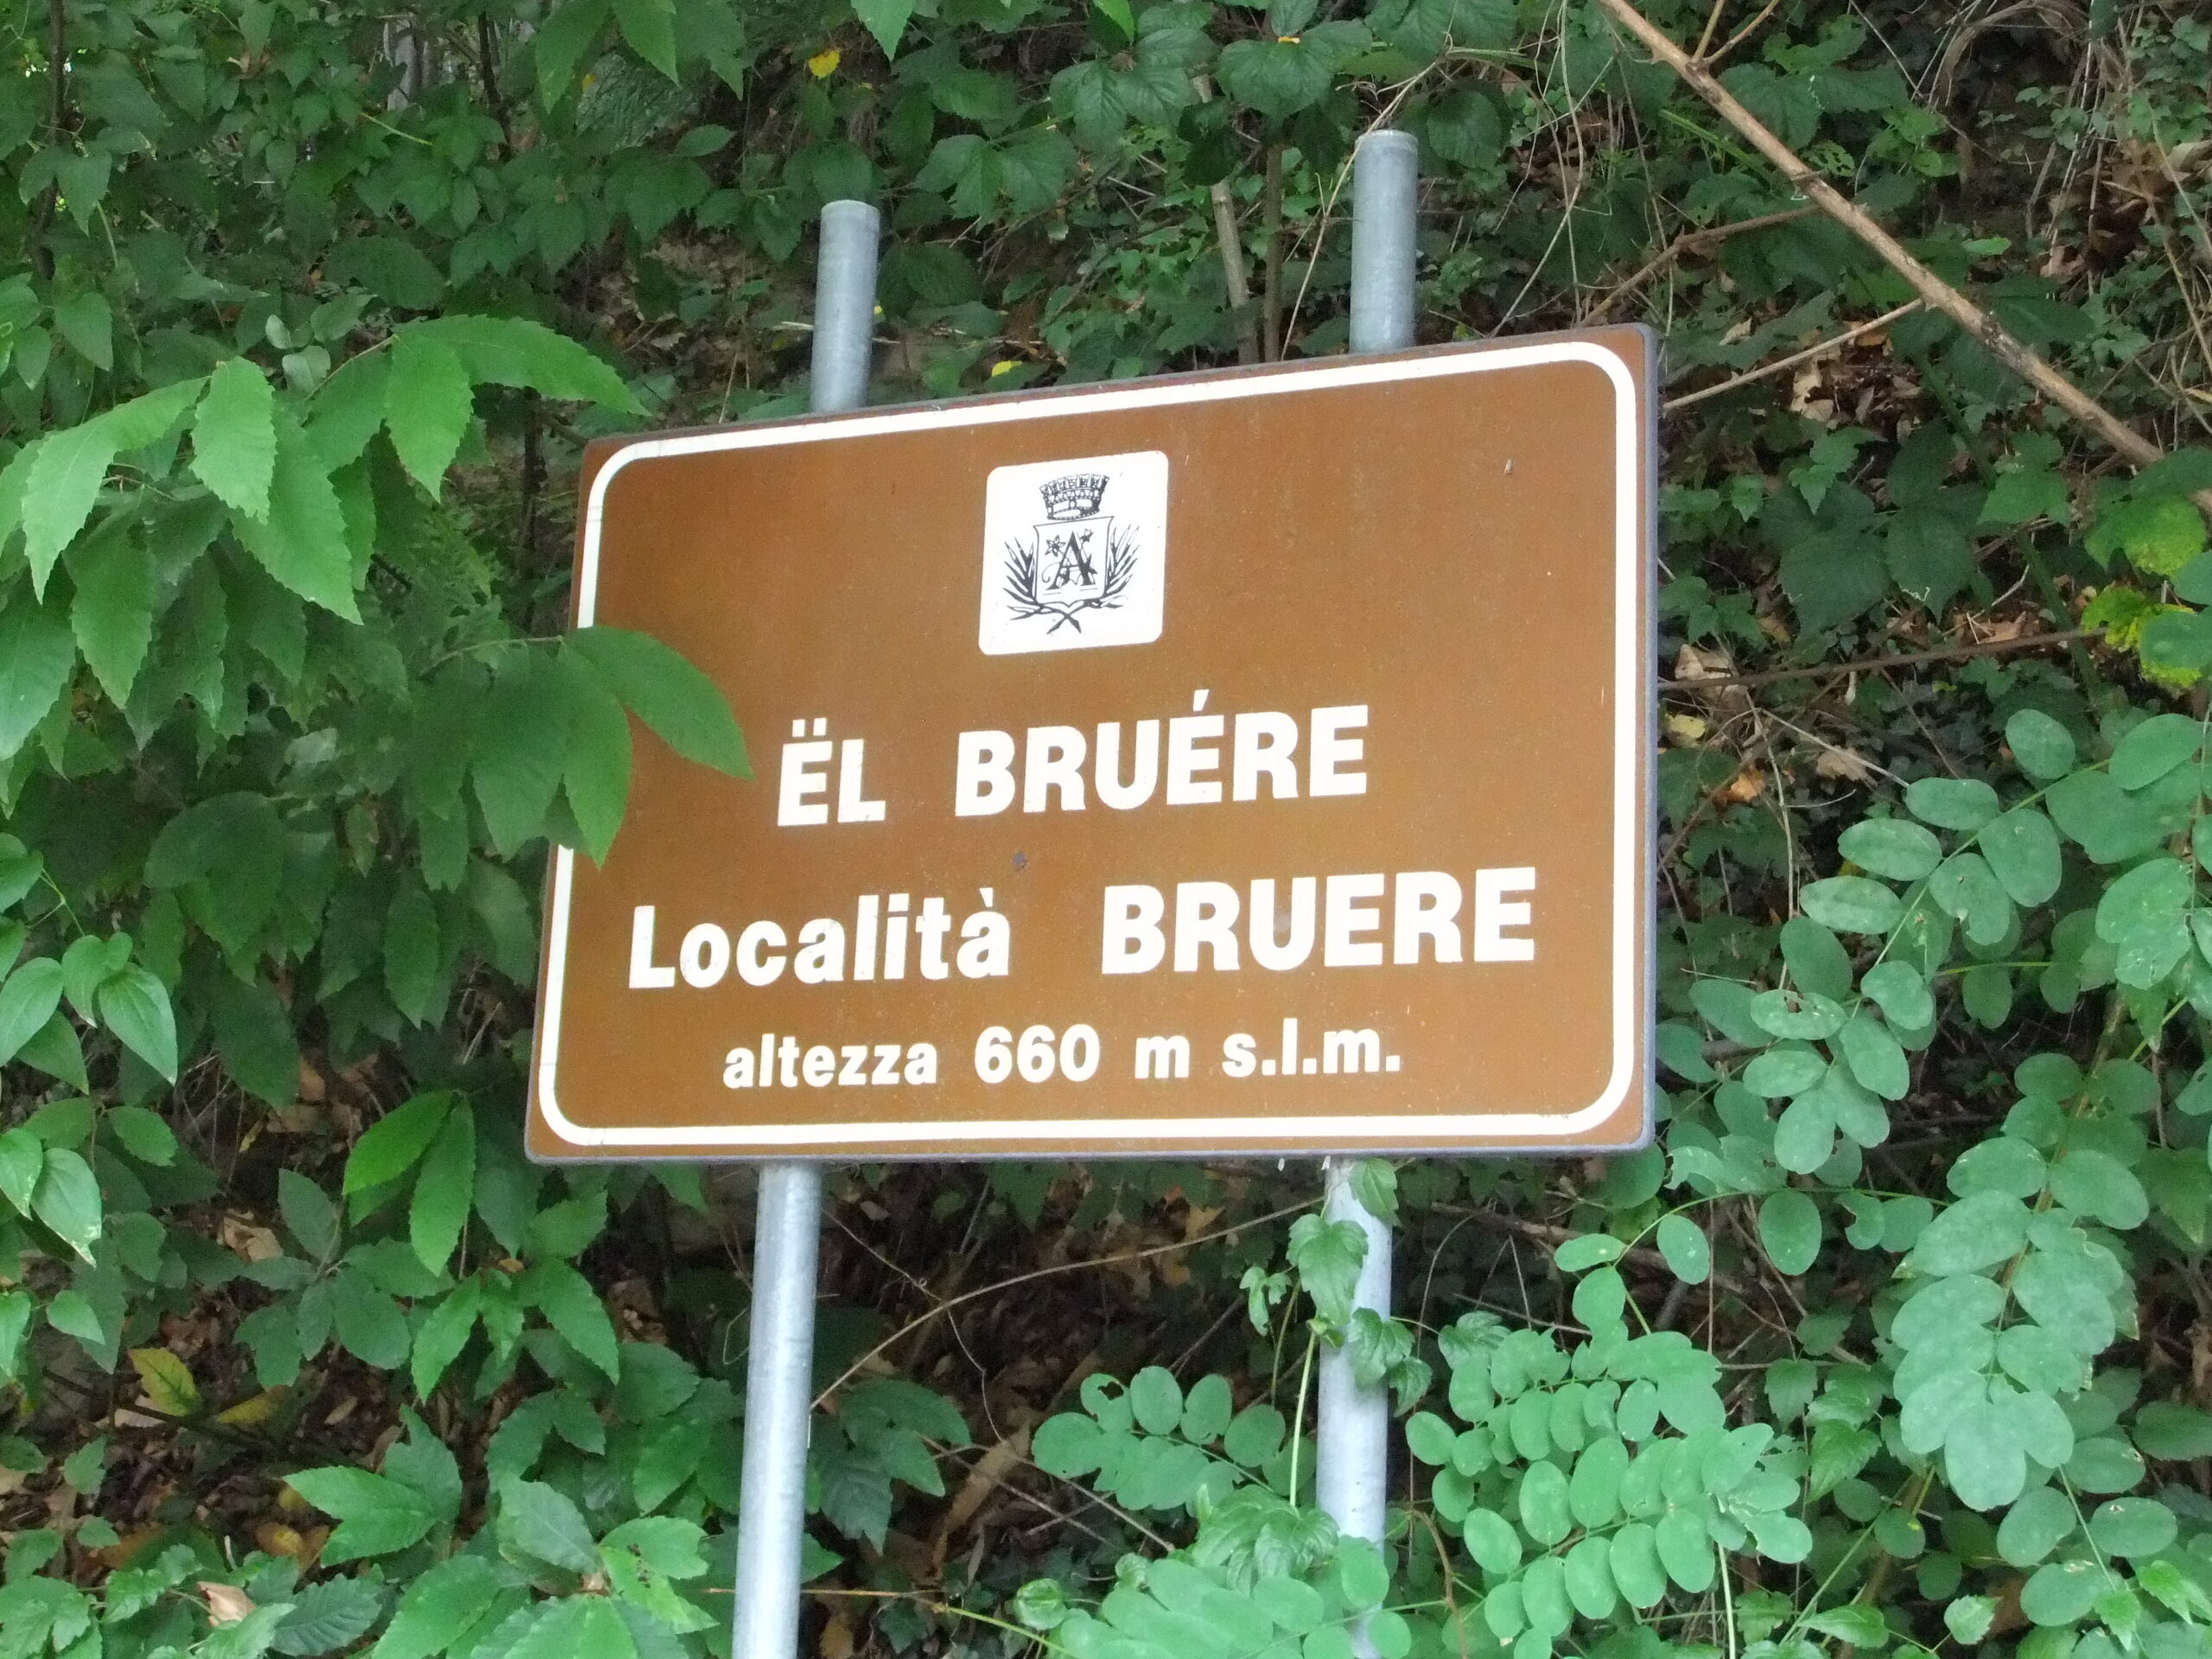 A
ËL BRUÉRE
Località BRUERE
altezza 660 m s.l.m.